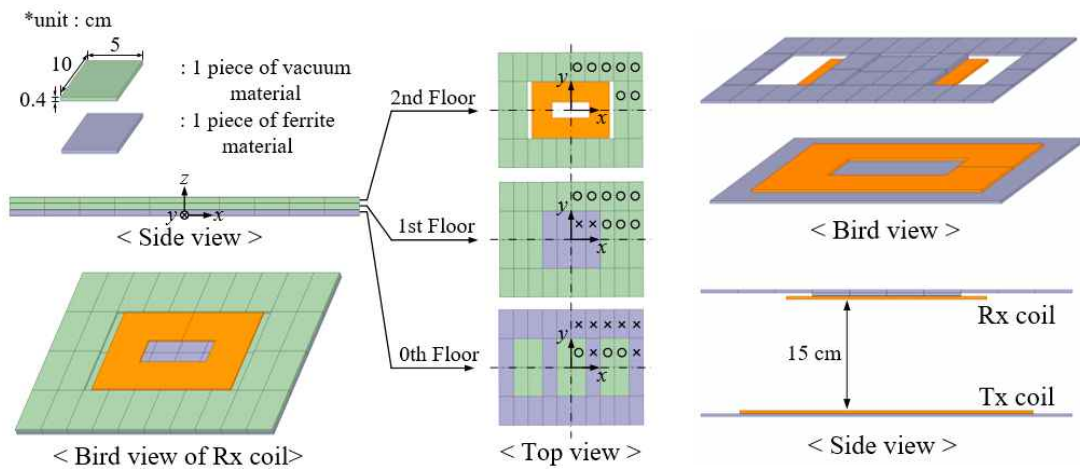 *unit : cm
5
10
0.4
: 1 piece of vacuum
material
: 1 piece of ferrite
material
z
y
x
< Side view >
< Bird view of Rx coil>
2nd Floor
1st Floor
0th Floor
y
x
o o o o o
o o
y
x
o o o o o
x x o o o
y
x
x x x x x
o x o o x
< Top view >
< Bird view >
Rx coil
15 cm
Tx coil
< Side view >